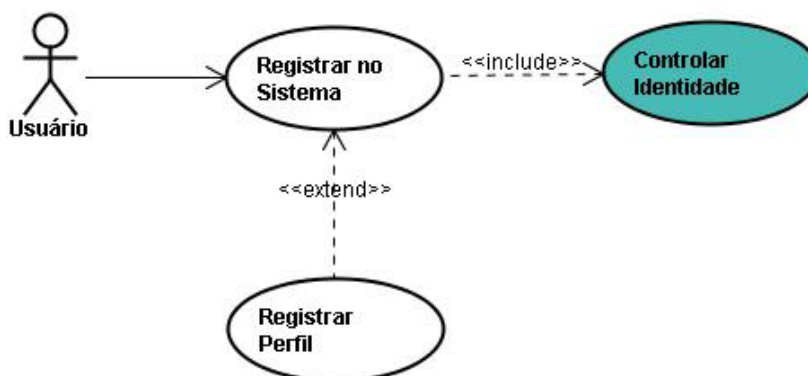 Registrar no
Sistema
<<include>>
Controlar
Identidade
Usuário
<<extend>>
Registrar
Perfil